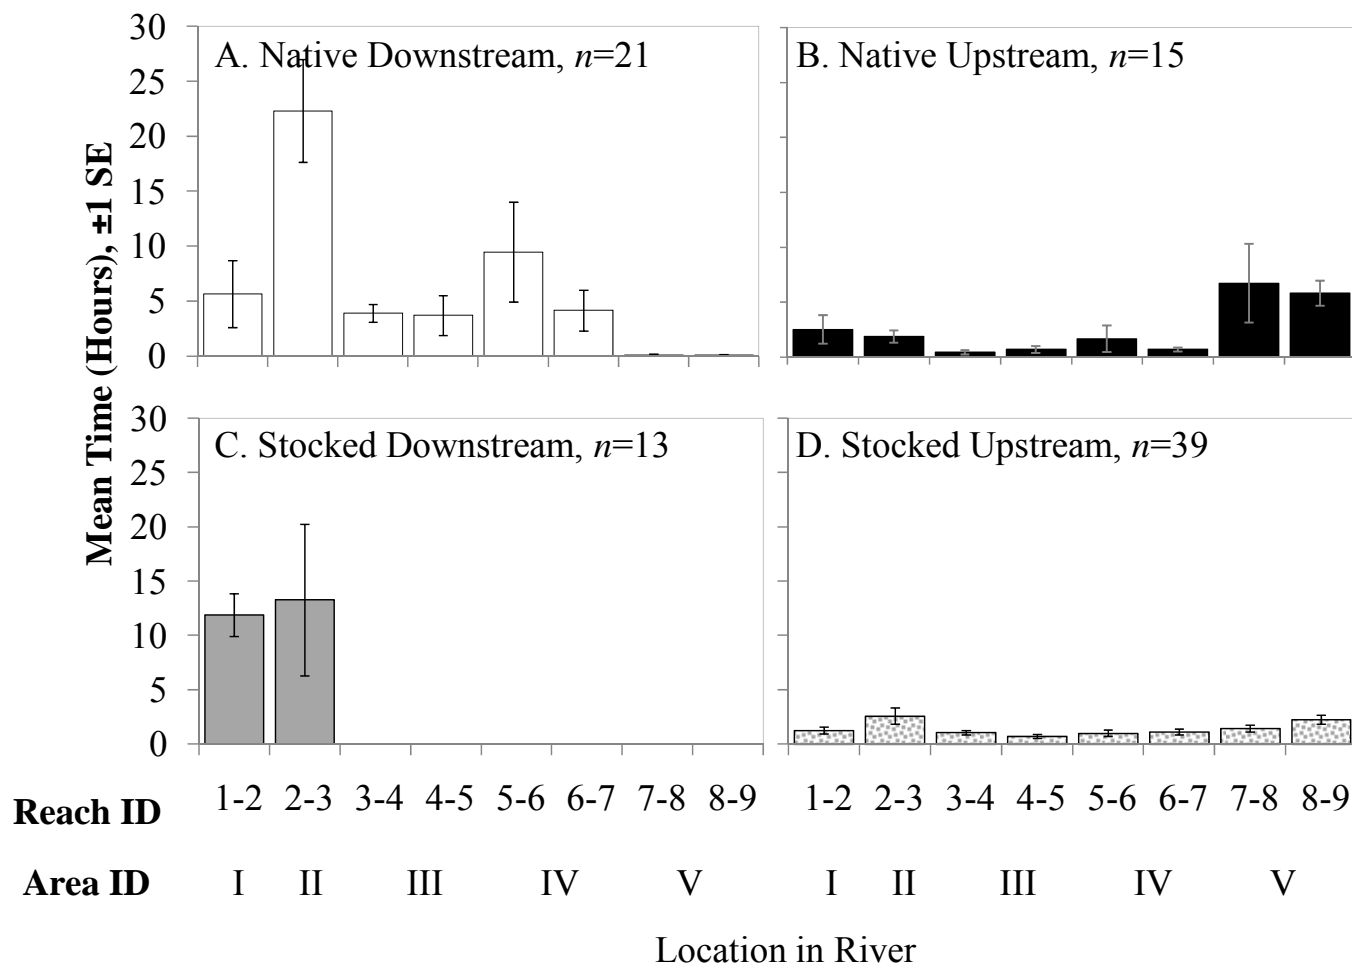 Mean Time (Hours), ±1 SE
30
25
20
15
10
5
0
A. Native Downstream, n=21
B. Native Upstream, n=15
30
25
20
15
10
5
0
C. Stocked Downstream, n=13
D. Stocked Upstream, n=39
Reach ID 1-2 2-3 3-4 4-5 5-6 6-7 7-8 8-9 1-2 2-3 3-4 4-5 5-6 6-7 7-8 8-9
Area ID I II III IV V I II III IV V
Location in River